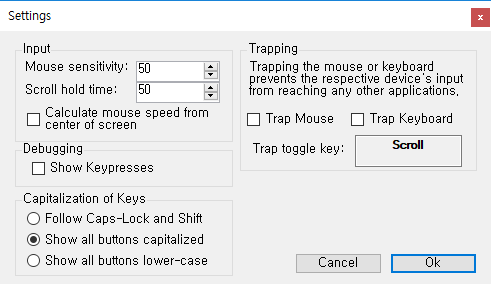 Settings
x
Input
Mouse sensitivity: 50
Scroll hold time: 50
Calculate mouse speed from
center of screen
Debugging
Show Keypresses
Capitalization of Keys
Follow Caps-Lock and Shift
Show all buttons capitalized
Show all buttons lower-case
Trapping
Trapping the mouse or keyboard
prevents the respective device's input
from reaching any other applications.
Trap Mouse Trap Keyboard
Trap toggle key: Scroll
Cancel Ok